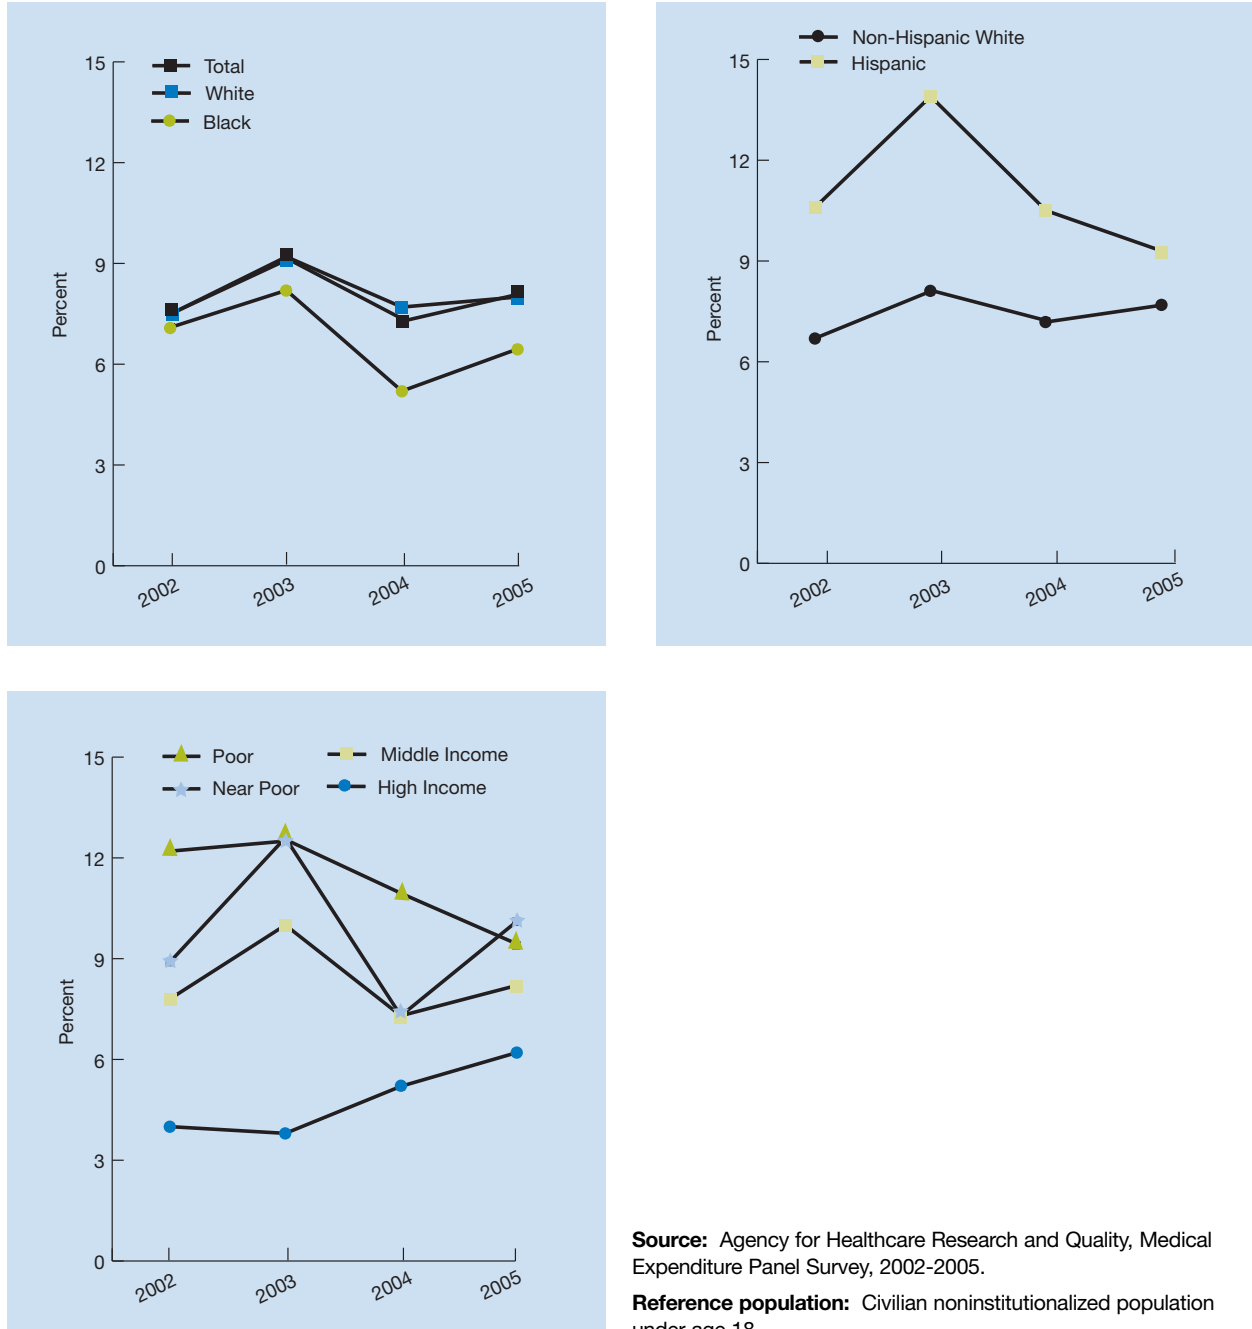 Total
White
Black
15
12
9
6
3
0
Percent
2002
2003
2004
2005
Non-Hispanic White
Hispanic
15
12
9
6
3
0
Percent
2002
2003
2004
2005
Poor
Middle Income
Near Poor
High Income
15
12
9
6
3
0
Percent
2002
2003
2004
2005
Source: Agency for Healthcare Research and Quality, Medical
Expenditure Panel Survey, 2002-2005.
Reference population: Civilian noninstitutionalized population
under age 18